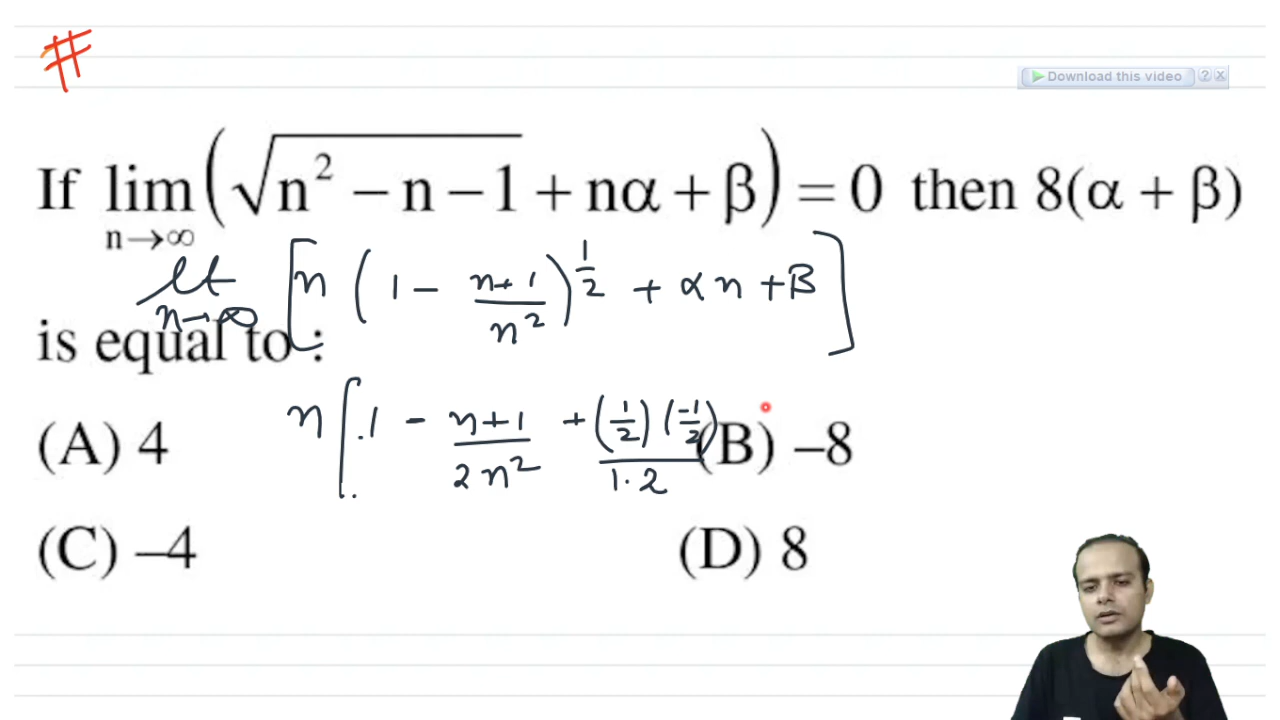 #
Download this video ? X
If lim n→∞ (√(n² − n − 1) + nα + β) = 0 then 8(α + β)
lt n→∞ [n (1 − (n+1)/n²)^(1/2) + αn + β]
is equal to :
n [1 − (n+1)/(2n²) + (1/2)(−1/2)/(1·2)
(A) 4 (B) –8
(C) –4 (D) 8